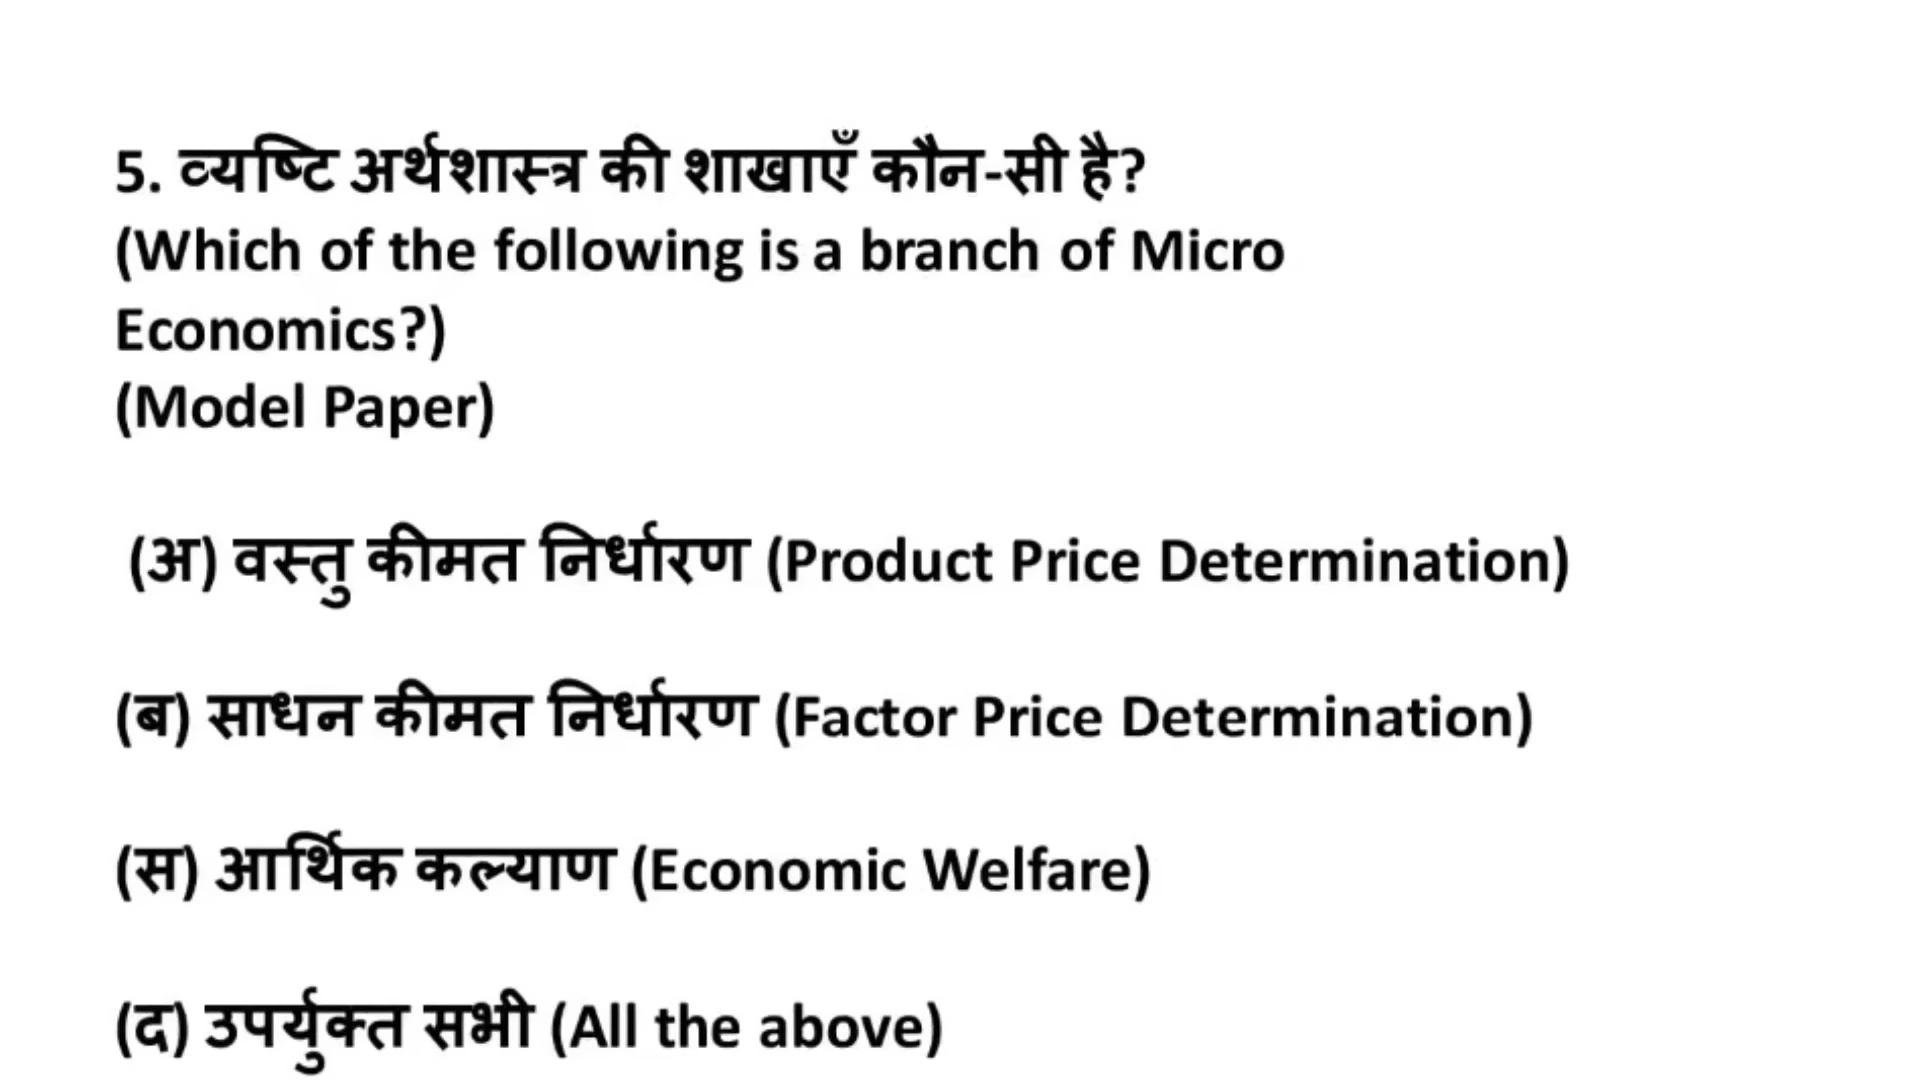 5. व्यष्टि अर्थशास्त्र की शाखाएँ कौन-सी है?
(Which of the following is a branch of Micro
Economics?)
(Model Paper)
(अ) वस्तु कीमत निर्धारण (Product Price Determination)
(ब) साधन कीमत निर्धारण (Factor Price Determination)
(स) आर्थिक कल्याण (Economic Welfare)
(द) उपर्युक्त सभी (All the above)